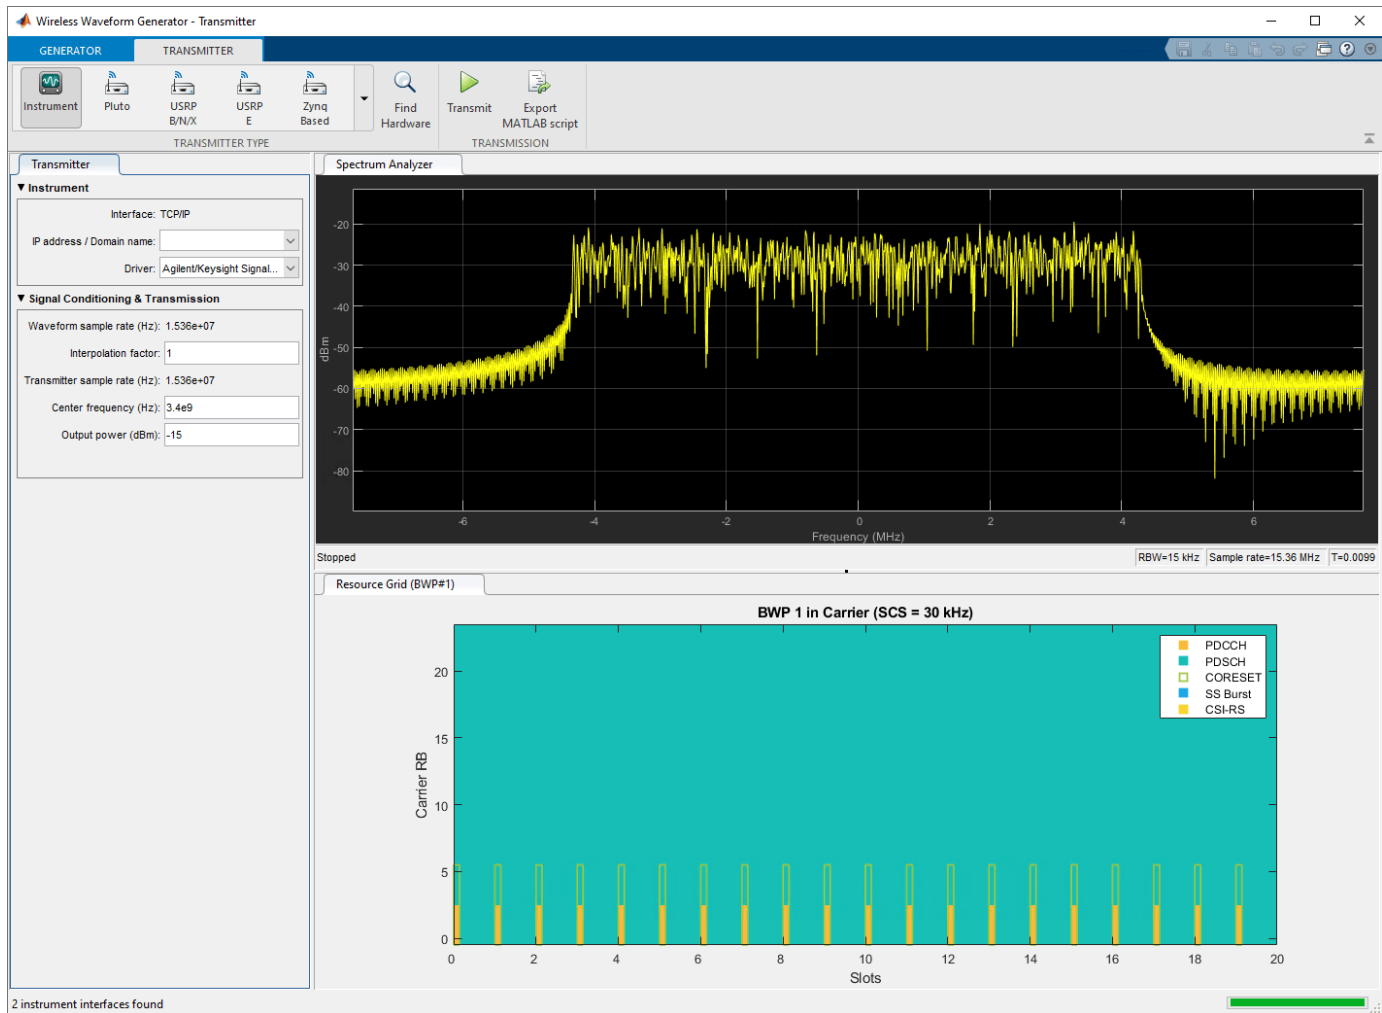 Wireless Waveform Generator - Transmitter
GENERATOR
TRANSMITTER
Instrument
Pluto
USRP
B/N/X
USRP
E
Zynq
Based
Find
Hardware
Transmit
Export
MATLAB script
TRANSMITTER TYPE
TRANSMISSION
Transmitter
Instrument
Interface: TCP/IP
IP address / Domain name:
Driver: Agilent/Keysight Signal...
Signal Conditioning & Transmission
Waveform sample rate (Hz): 1.536e+07
Interpolation factor: 1
Transmitter sample rate (Hz): 1.536e+07
Center frequency (Hz): 3.4e9
Output power (dBm): -15
Spectrum Analyzer
-20
-30
-40
-50
-60
-70
-80
dBm
-6 -4 -2 0 2 4 6
Frequency (MHz)
Stopped
RBW=15 kHz Sample rate=15.36 MHz T=0.0099
Resource Grid (BWP#1)
BWP 1 in Carrier (SCS = 30 kHz)
PDCCH
PDSCH
CORESET
SS Burst
CSI-RS
20
15
10
5
0
Carrier RB
0 2 4 6 8 10 12 14 16 18 20
Slots
2 instrument interfaces found